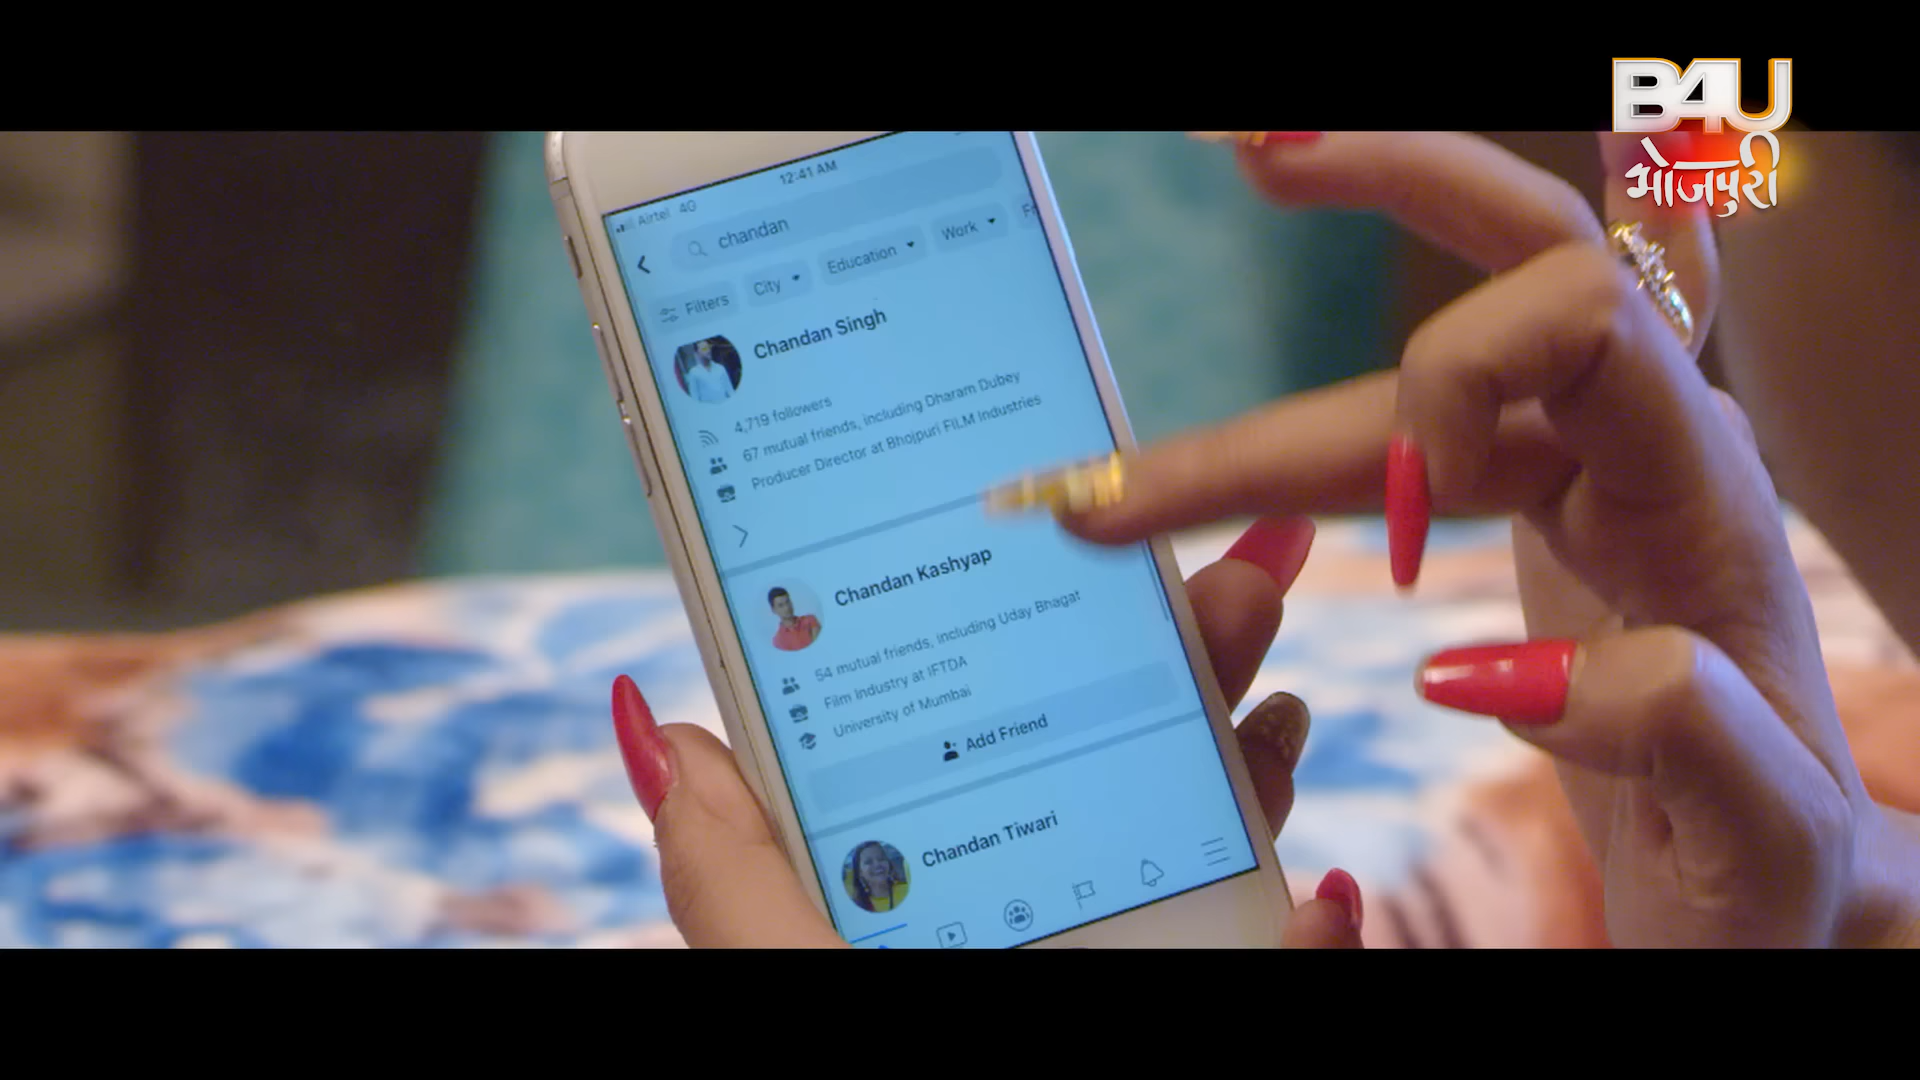 B4U
भोजपुरी
Airtel 4G
12:41 AM
chandan
Filters
City
Education
Work
Chandan Singh
4,719 followers
67 mutual friends, including Dharam Dubey
Producer Director at Bhojpuri FILM Industries
Chandan Kashyap
54 mutual friends, including Uday Bhagat
Film Industry at IFTDA
University of Mumbai
Add Friend
Chandan Tiwari